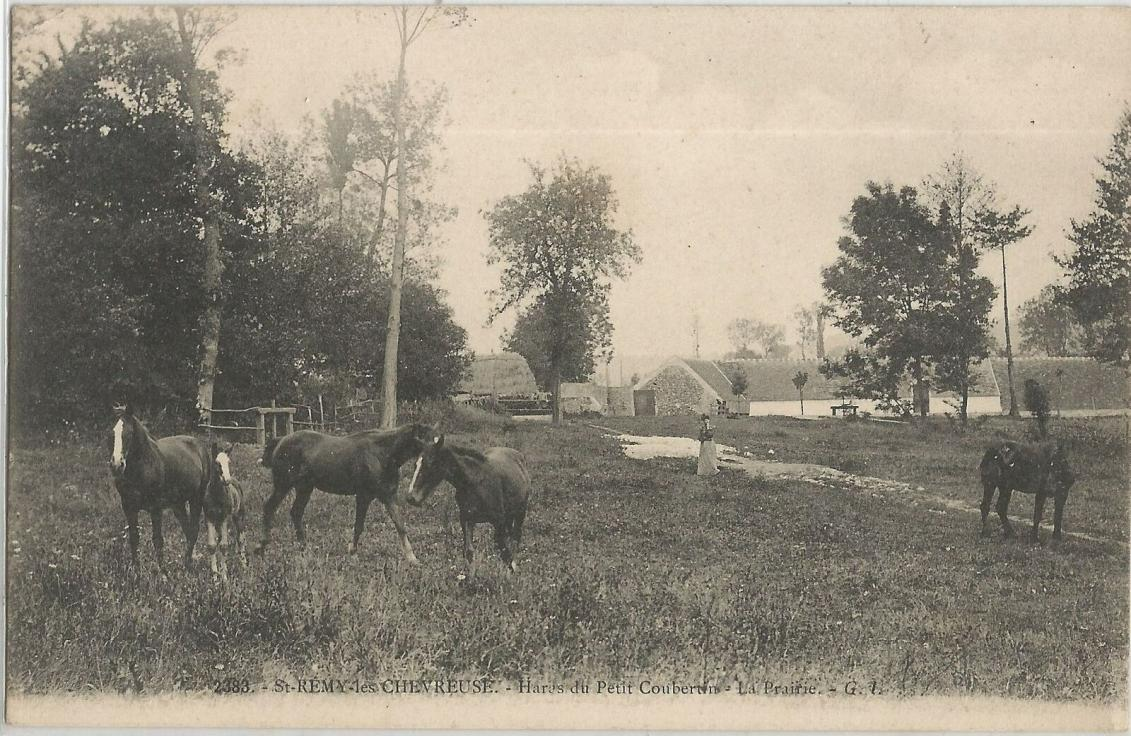 2383. - St-RÉMY-les CHEVREUSE. - Haras du Petit Coubertin - La Prairie. - G. I.